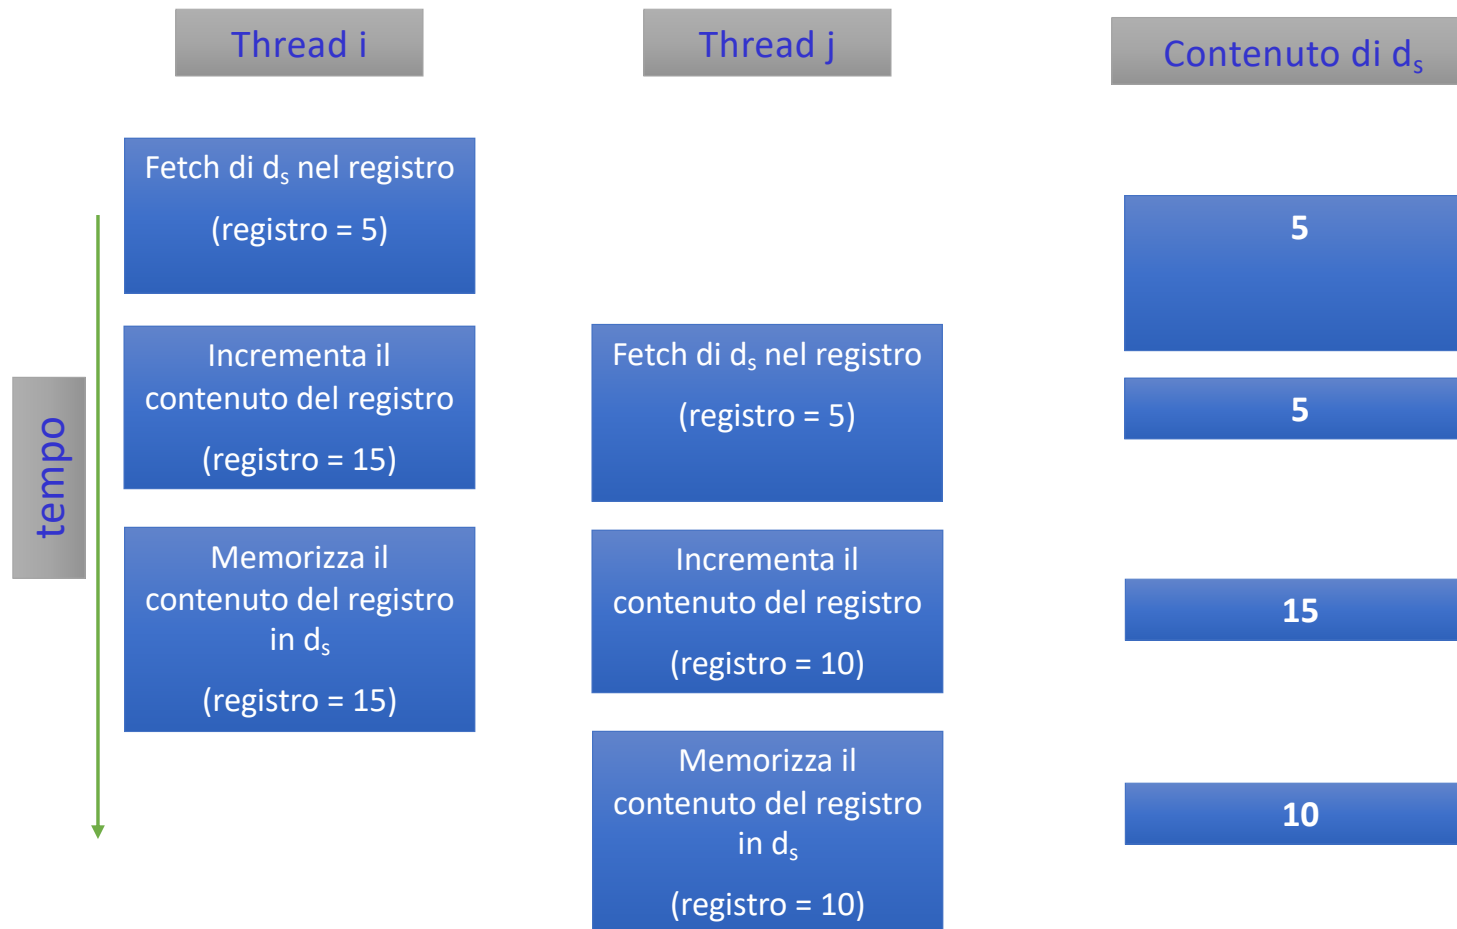 Thread i
Thread j
Contenuto di dₛ
tempo
Fetch di dₛ nel registro
(registro = 5)
5
Incrementa il
contenuto del registro
(registro = 15)
Fetch di dₛ nel registro
(registro = 5)
5
Memorizza il
contenuto del registro
in dₛ
(registro = 15)
Incrementa il
contenuto del registro
(registro = 10)
15
Memorizza il
contenuto del registro
in dₛ
(registro = 10)
10